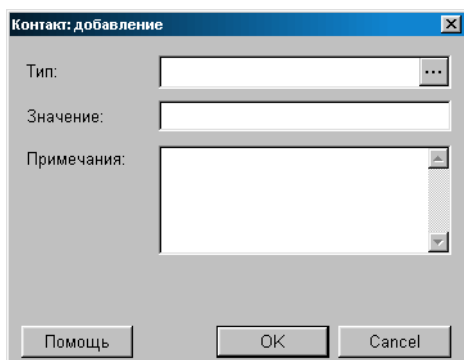 Контакт: добавление
Тип:
...
Значение:
Примечания:
Помощь OK Cancel